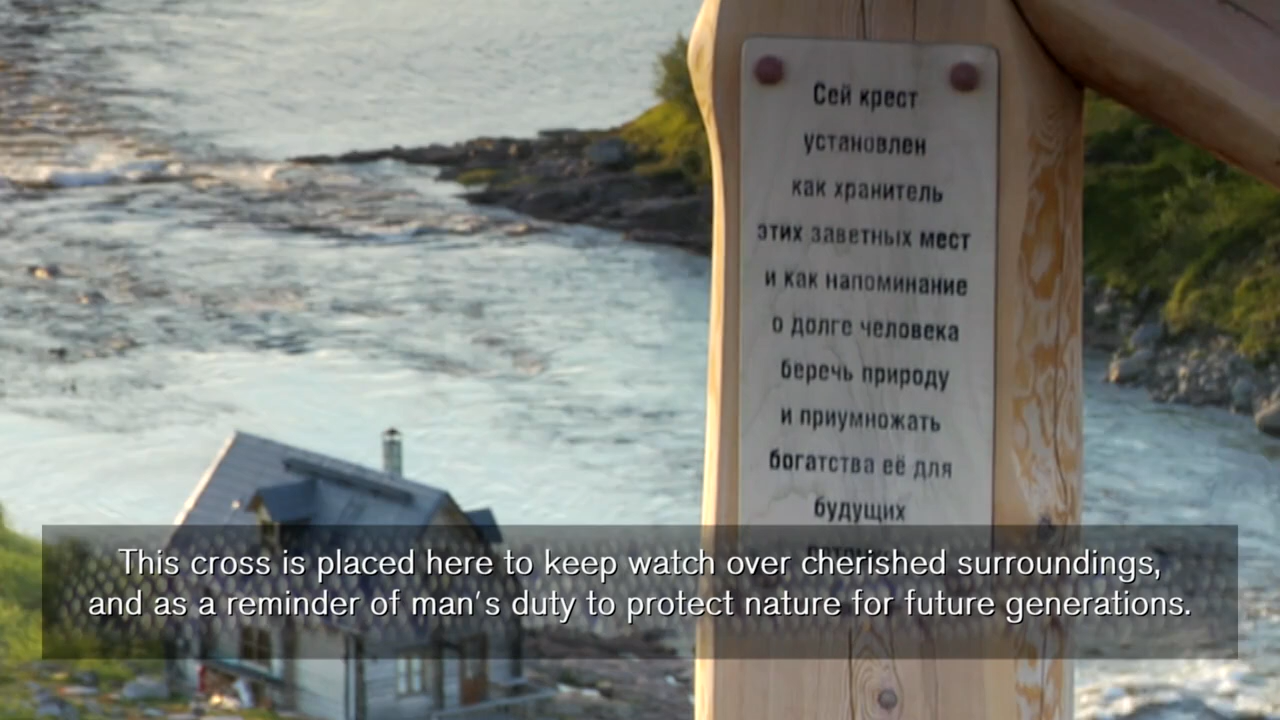 Сей крест
установлен
как хранитель
этих заветных мест
и как напоминание
о долге человека
беречь природу
и приумножать
богатства её для
будущих
This cross is placed here to keep watch over cherished surroundings,
and as a reminder of man's duty to protect nature for future generations.